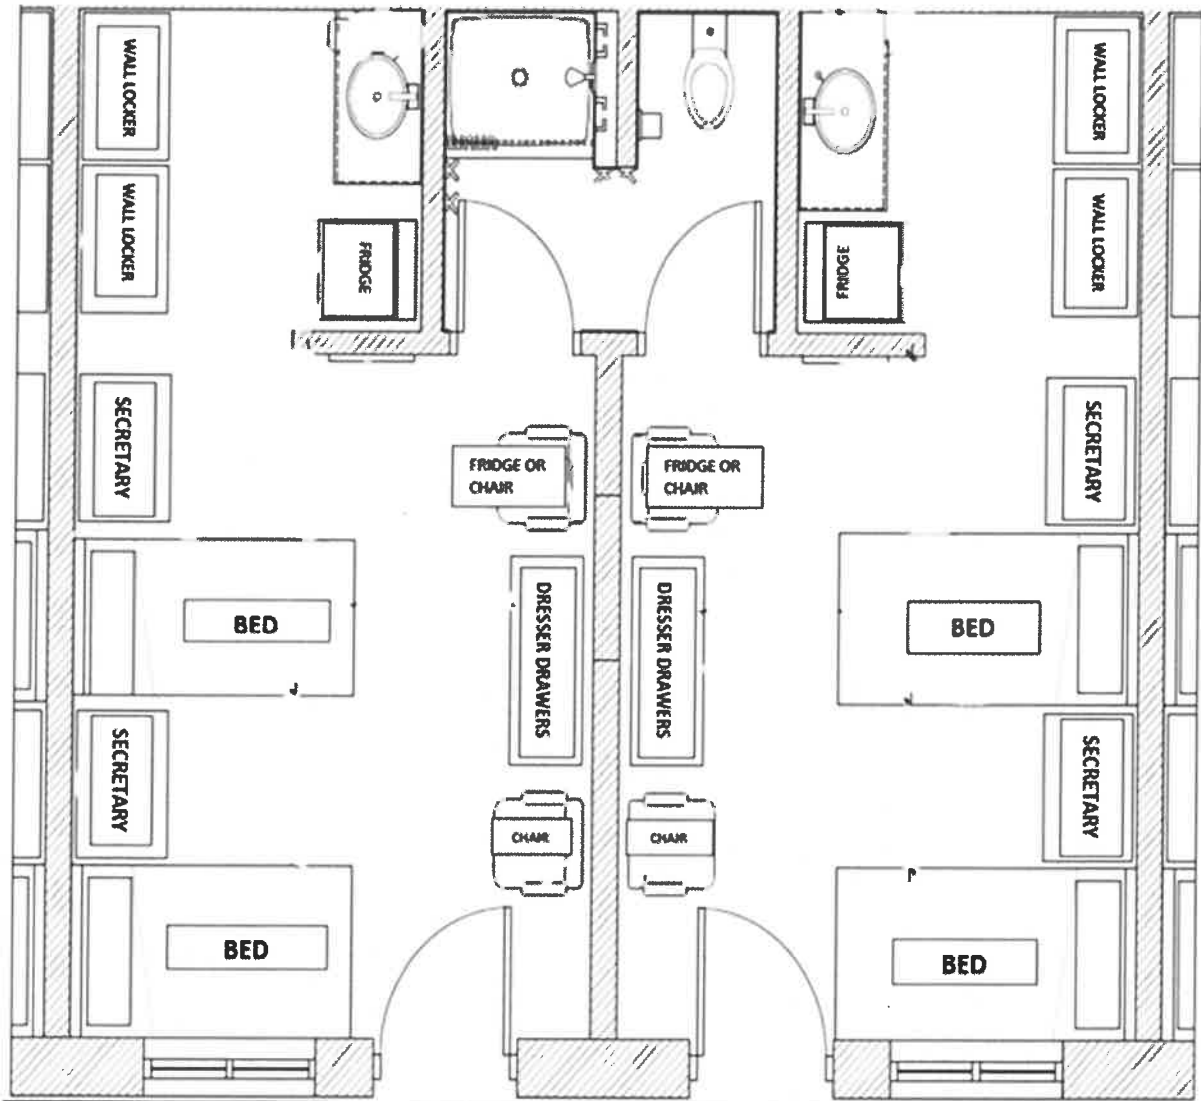 WALL LOCKER
WALL LOCKER
WALL LOCKER
WALL LOCKER
FRIDGE
FRIDGE
SECRETARY
FRIDGE OR
CHAIR
FRIDGE OR
CHAIR
SECRETARY
BED
DRESSER DRAWERS
DRESSER DRAWERS
BED
SECRETARY
CHAIR
CHAIR
SECRETARY
BED
BED